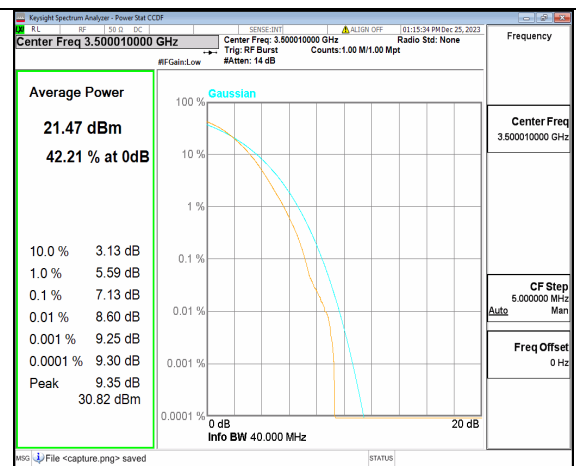 Keysight Spectrum Analyzer - Power Stat CCDF
RL RF 50 Ω DC SENSE:INT ALIGN OFF 01:15:34 PM Dec 25, 2023
Center Freq 3.500010000 GHz
Center Freq: 3.500010000 GHz Radio Std: None
Trig: RF Burst Counts:1.00 M/1.00 Mpt
#IFGain:Low #Atten: 14 dB
Frequency
Average Power
21.47 dBm
42.21 % at 0dB
10.0 % 3.13 dB
1.0 % 5.59 dB
0.1 % 7.13 dB
0.01 % 8.60 dB
0.001 % 9.25 dB
0.0001 % 9.30 dB
Peak 9.35 dB
30.82 dBm
Gaussian
100 %
10 %
1 %
0.1 %
0.01 %
0.001 %
0.0001 %
0 dB 20 dB
Info BW 40.000 MHz
Center Freq
3.500010000 GHz
CF Step
5.000000 MHz
Auto Man
Freq Offset
0 Hz
MSG File <capture.png> saved STATUS